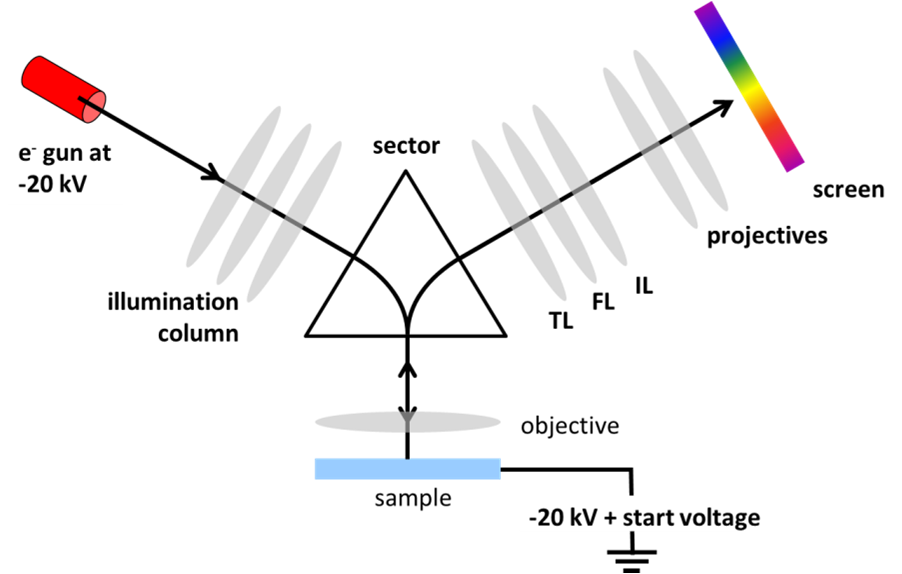 e- gun at
-20 kV
sector
screen
projectives
IL
FL
TL
illumination
column
objective
sample
-20 kV + start voltage